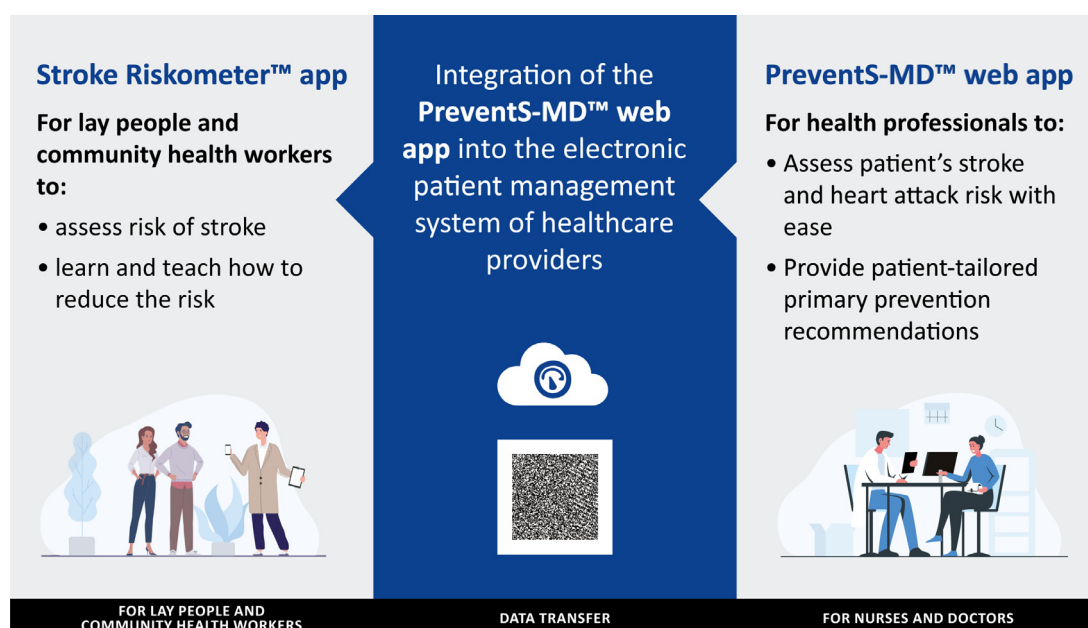 Stroke Riskometer™ app
For lay people and
community health workers
to:
• assess risk of stroke
• learn and teach how to
reduce the risk
Integration of the
PreventS-MD™ web
app into the electronic
patient management
system of healthcare
providers
PreventS-MD™ web app
For health professionals to:
• Assess patient’s stroke
and heart attack risk with
ease
• Provide patient-tailored
primary prevention
recommendations
FOR LAY PEOPLE AND
COMMUNITY HEALTH WORKERS
DATA TRANSFER
FOR NURSES AND DOCTORS